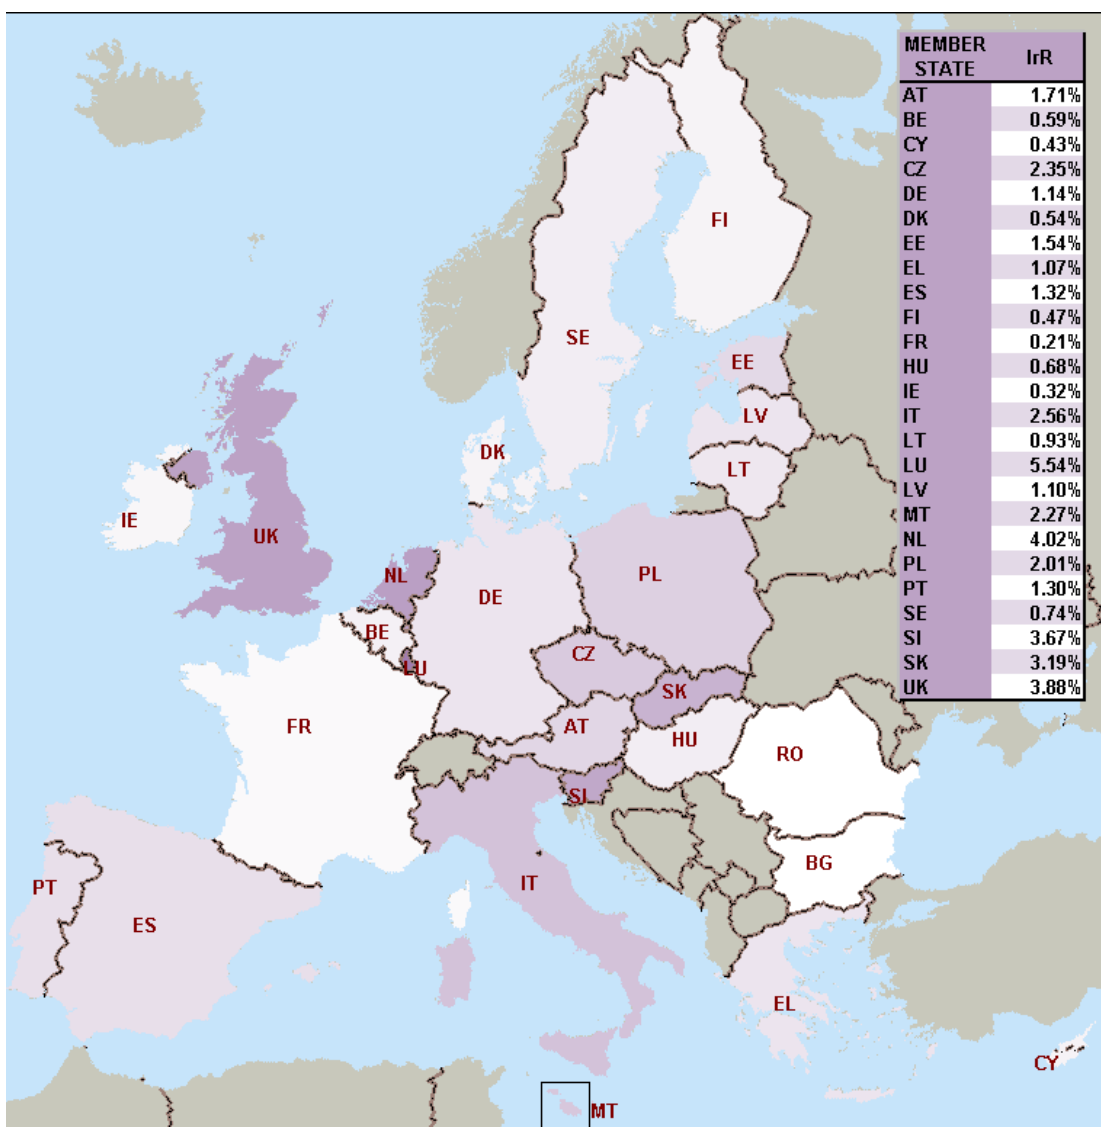 MEMBER STATE IrR
AT 1.71%
BE 0.59%
CY 0.43%
CZ 2.35%
DE 1.14%
DK 0.54%
EE 1.54%
EL 1.07%
ES 1.32%
FI 0.47%
FR 0.21%
HU 0.68%
IE 0.32%
IT 2.56%
LT 0.93%
LU 5.54%
LV 1.10%
MT 2.27%
NL 4.02%
PL 2.01%
PT 1.30%
SE 0.74%
SI 3.67%
SK 3.19%
UK 3.88%
FI
SE
EE
LV
DK
LT
IE
UK
NL
PL
DE
BE
CZ
LU
SK
FR
AT
HU
RO
SI
BG
IT
PT
ES
EL
CY
MT